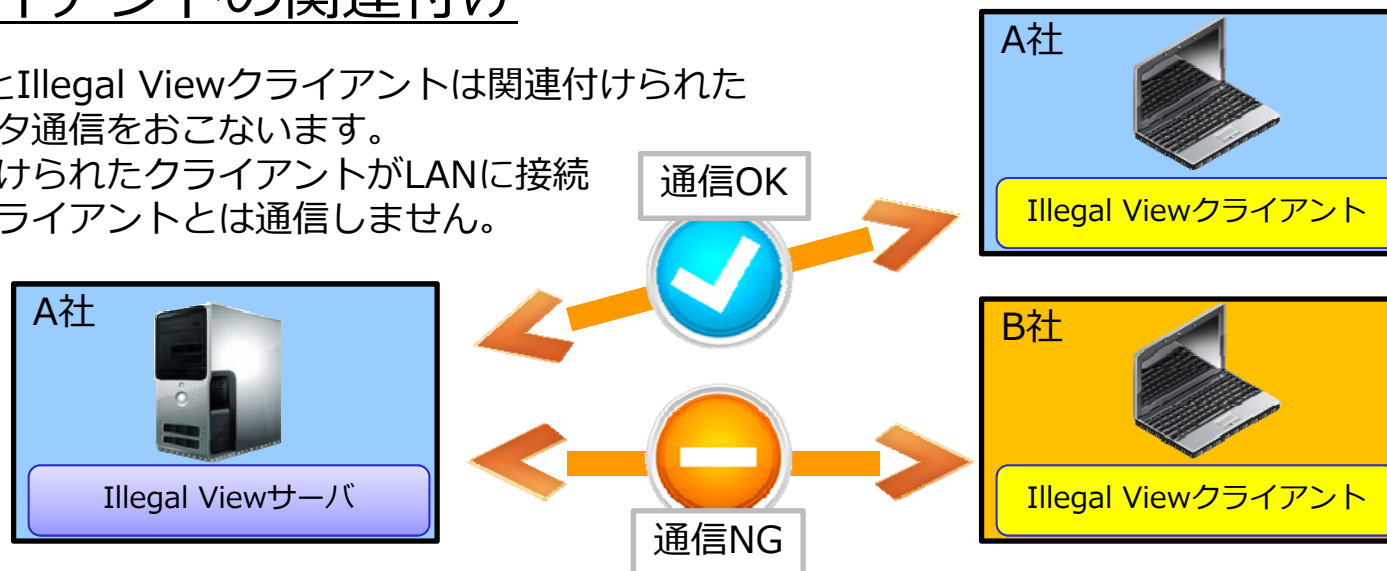 イアントの関連付け
とIllegal Viewクライアントは関連付けられた
タ通信をおこないます。
けられたクライアントがLANに接続
ライアントとは通信しません。
通信OK
A社
Illegal Viewクライアント
A社
Illegal Viewサーバ
B社
Illegal Viewクライアント
通信NG